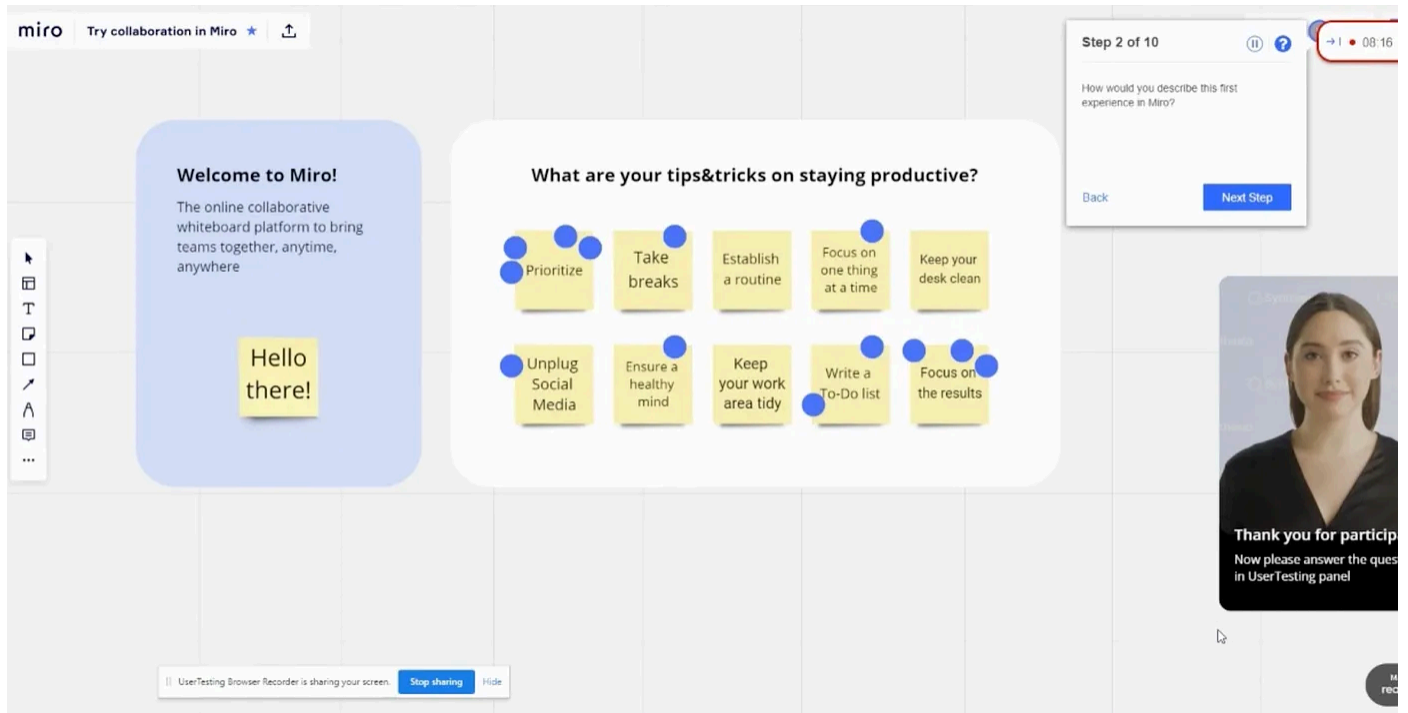 miro
Try collaboration in Miro
Step 2 of 10
08:16
How would you describe this first
experience in Miro?
Back
Next Step
Welcome to Miro!
The online collaborative
whiteboard platform to bring
teams together, anytime,
anywhere
Hello
there!
What are your tips&tricks on staying productive?
Prioritize
Take
breaks
Establish
a routine
Focus on
one thing
at a time
Keep your
desk clean
Unplug
Social
Media
Ensure a
healthy
mind
Keep
your work
area tidy
Write a
To-Do list
Focus on
the results
Thank you for particip
Now please answer the ques
in UserTesting panel
UserTesting Browser Recorder is sharing your screen.
Stop sharing
Hide